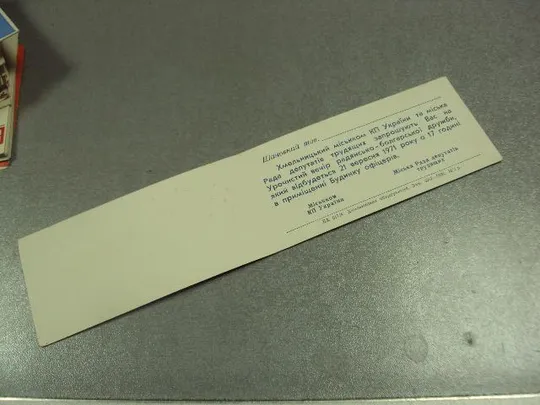 Шановний тов.
Хмельницький міськком КП України та міська
Рада депутатів трудящих запрошують Вас на
Урочистий вечір радянсько-болгарської дружби,
який відбудеться 21 вересня 1971 року о 17 годині
в приміщенні Будинку офіцерів.
Міськком
КП України
Міська Рада депутатів
трудящих